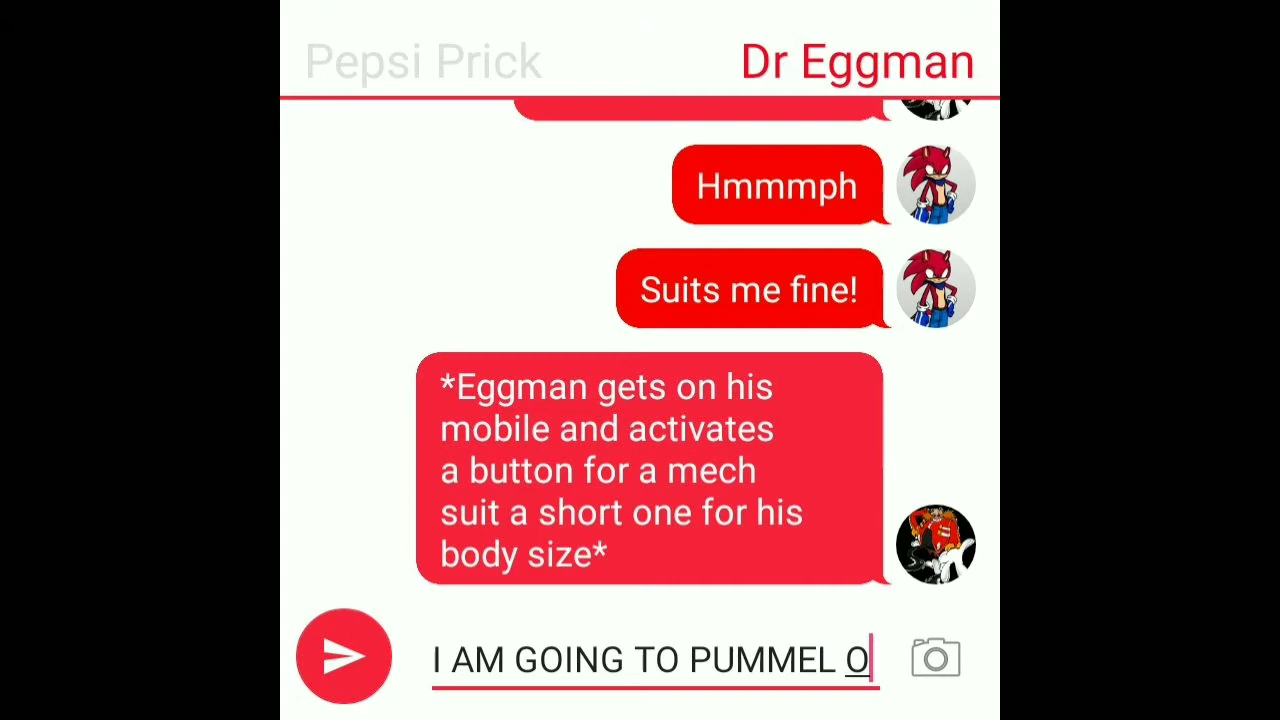 Pepsi Prick Dr Eggman
Hmmmph
Suits me fine!
*Eggman gets on his
mobile and activates
a button for a mech
suit a short one for his
body size*
I AM GOING TO PUMMEL O